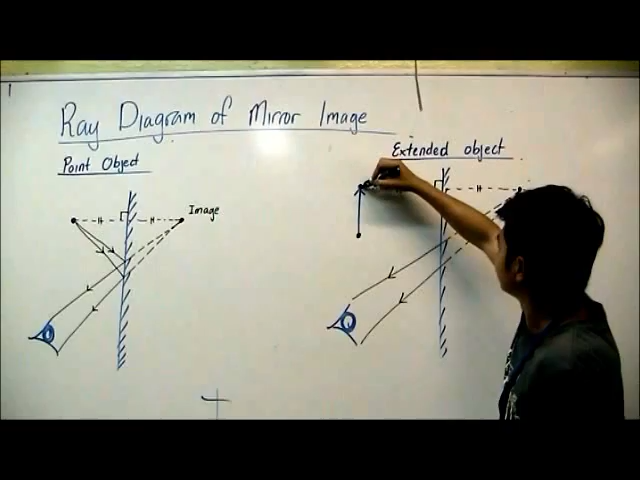 Ray Diagram of Mirror Image
Point Object
Extended object
Image